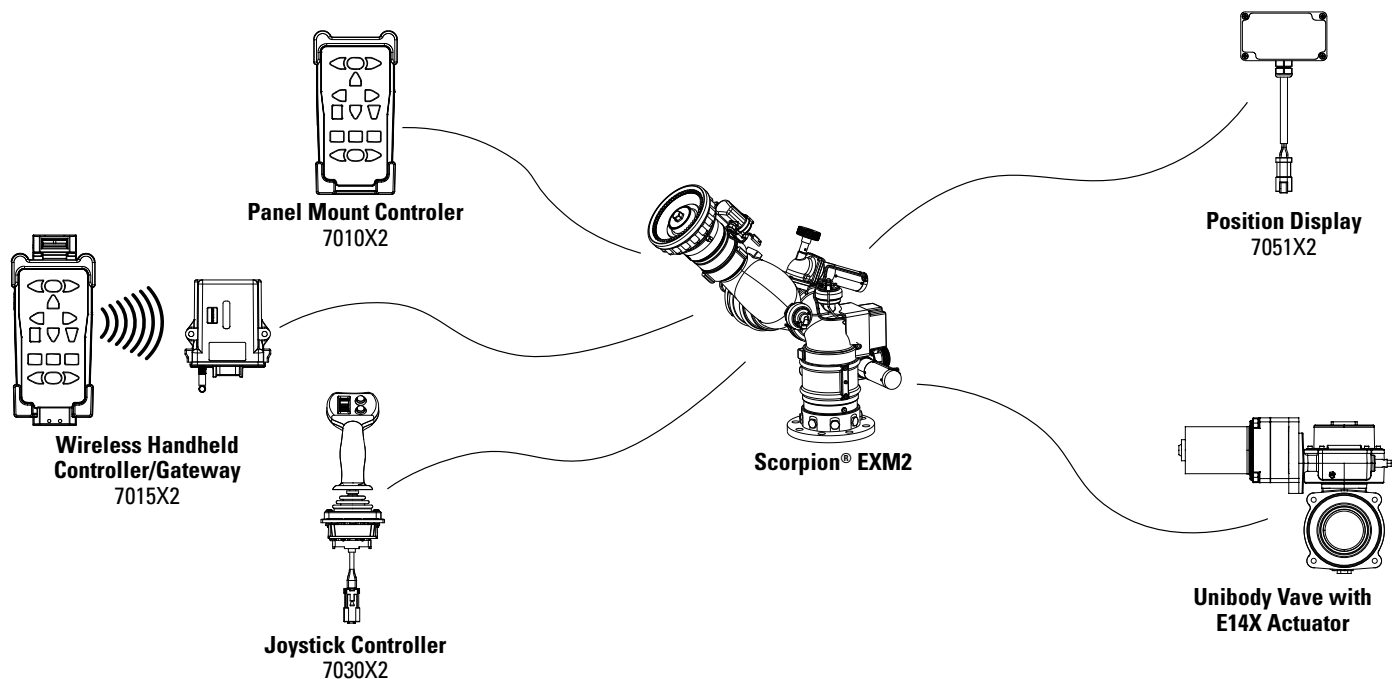 Panel Mount Controler
7010X2
Position Display
7051X2
Wireless Handheld
Controller/Gateway
7015X2
Scorpion® EXM2
Joystick Controller
7030X2
Unibody Vave with
E14X Actuator